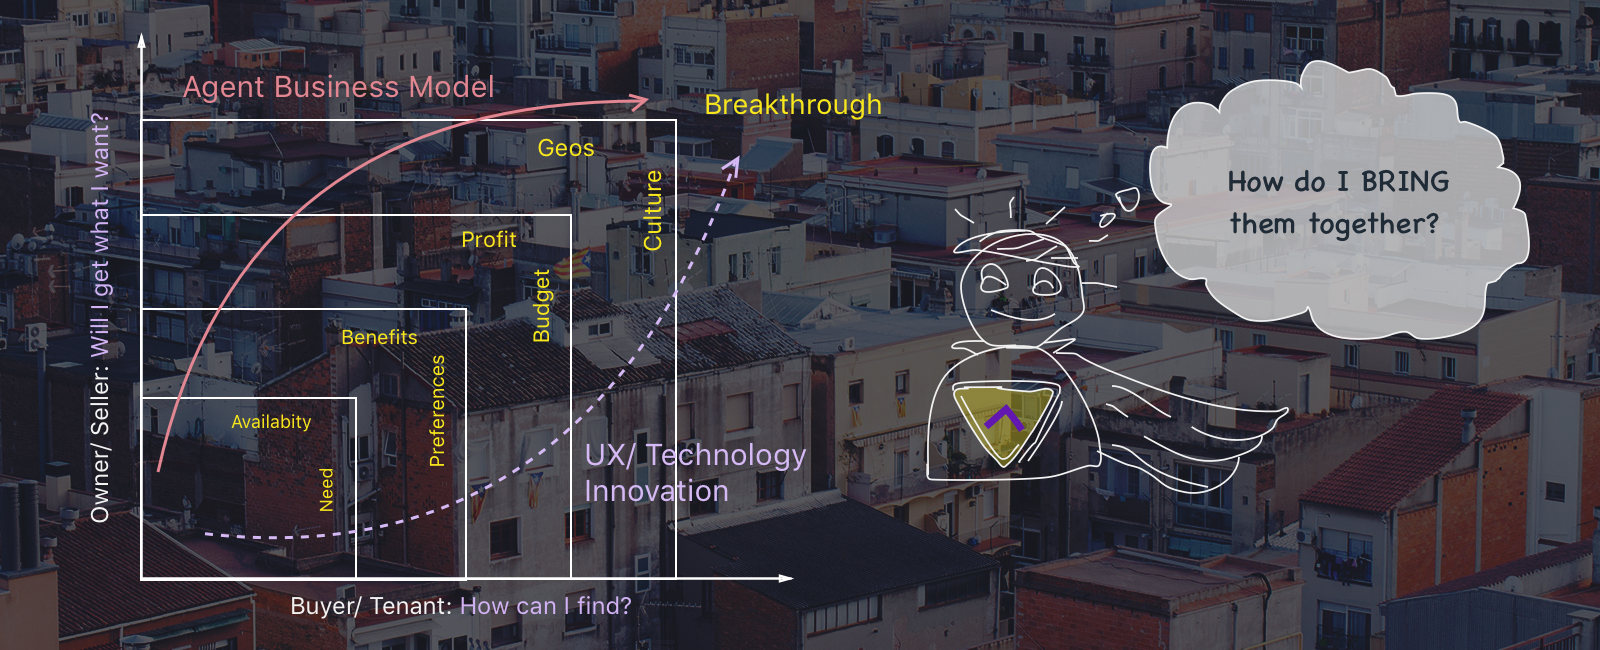 Agent Business Model
Breakthrough
Geos
Culture
Profit
Budget
Benefits
Preferences
Availabity
Need
UX/ Technology
Innovation
Owner/ Seller: Will I get what I want?
Buyer/ Tenant: How can I find?
How do I BRING
them together?